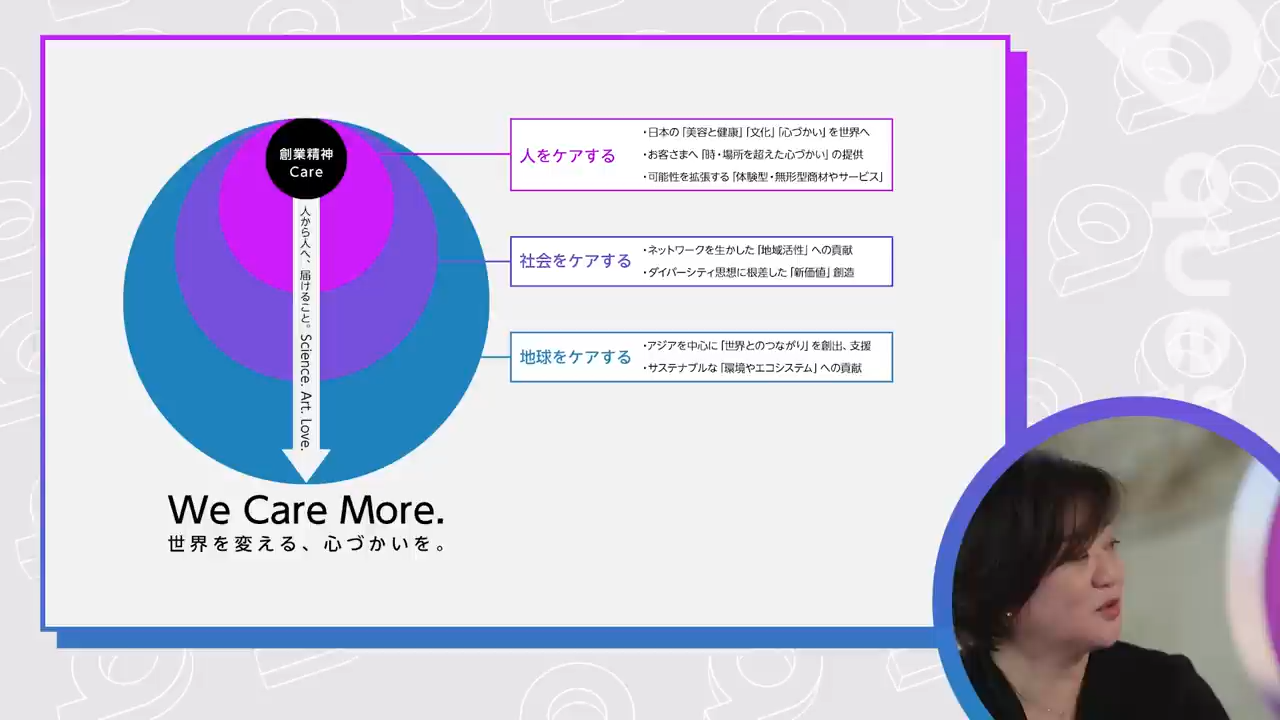 創業精神
Care
人から人へ、届けること。Science. Art. Love.
We Care More.
世界を変える、心づかいを。
人をケアする
・日本の「美容と健康」「文化」「心づかい」を世界へ
・お客さまへ「時・場所を超えた心づかい」の提供
・可能性を拡張する「体験型・無形型商材やサービス」
社会をケアする
・ネットワークを生かした「地域活性」への貢献
・ダイバーシティ思想に根差した「新価値」創造
地球をケアする
・アジアを中心に「世界とのつながり」を創出、支援
・サステナブルな「環境やエコシステム」への貢献